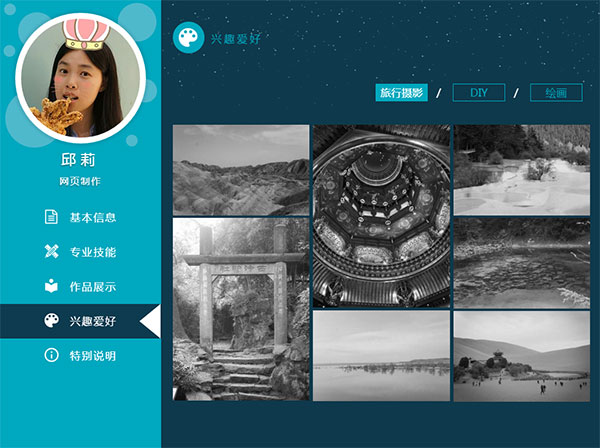 邱莉
网页制作
基本信息
专业技能
作品展示
兴趣爱好
特别说明
兴趣爱好
旅行摄影 / DIY / 绘画